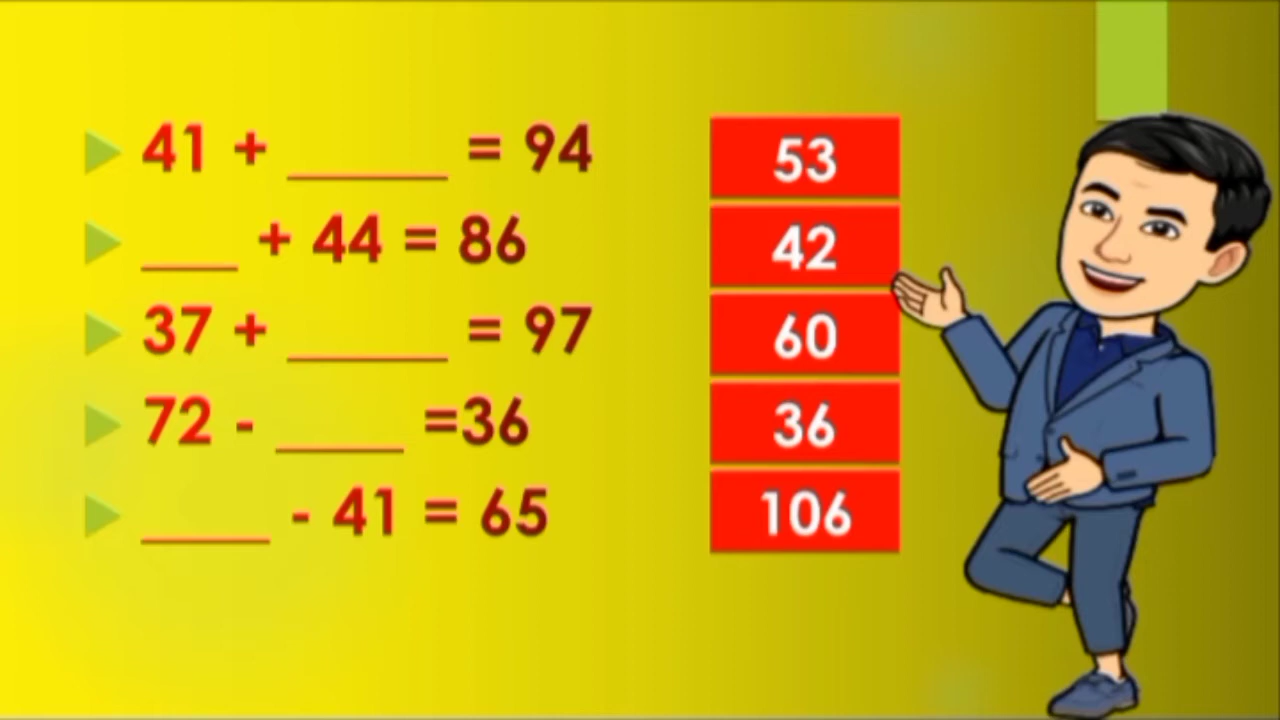 41 + _____ = 94
53
___ + 44 = 86
42
37 + _____ = 97
60
72 - ____ =36
36
____ - 41 = 65
106